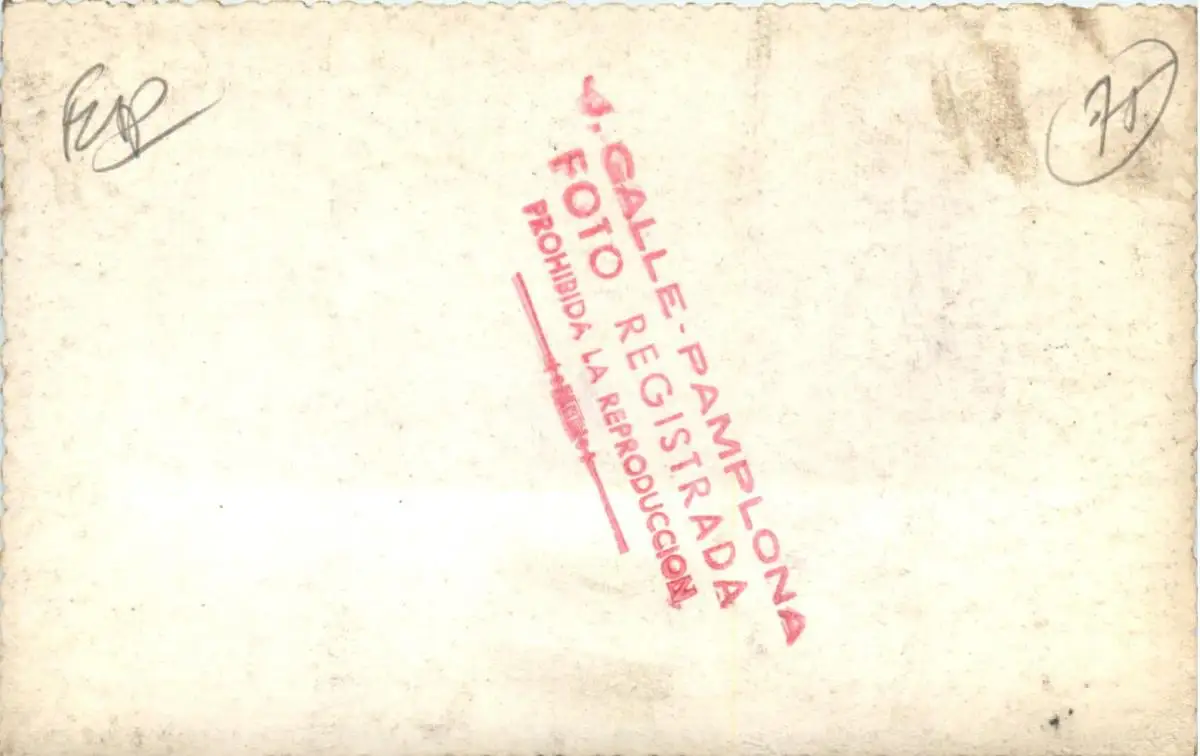 J. GALLE-PAMPLONA
FOTO REGISTRADA
PROHIBIDA LA REPRODUCCION